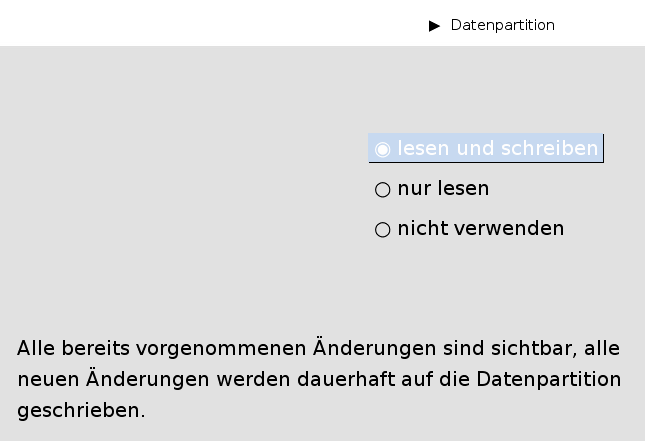 ▶ Datenpartition
◉ lesen und schreiben
○ nur lesen
○ nicht verwenden
Alle bereits vorgenommenen Änderungen sind sichtbar, alle
neuen Änderungen werden dauerhaft auf die Datenpartition
geschrieben.